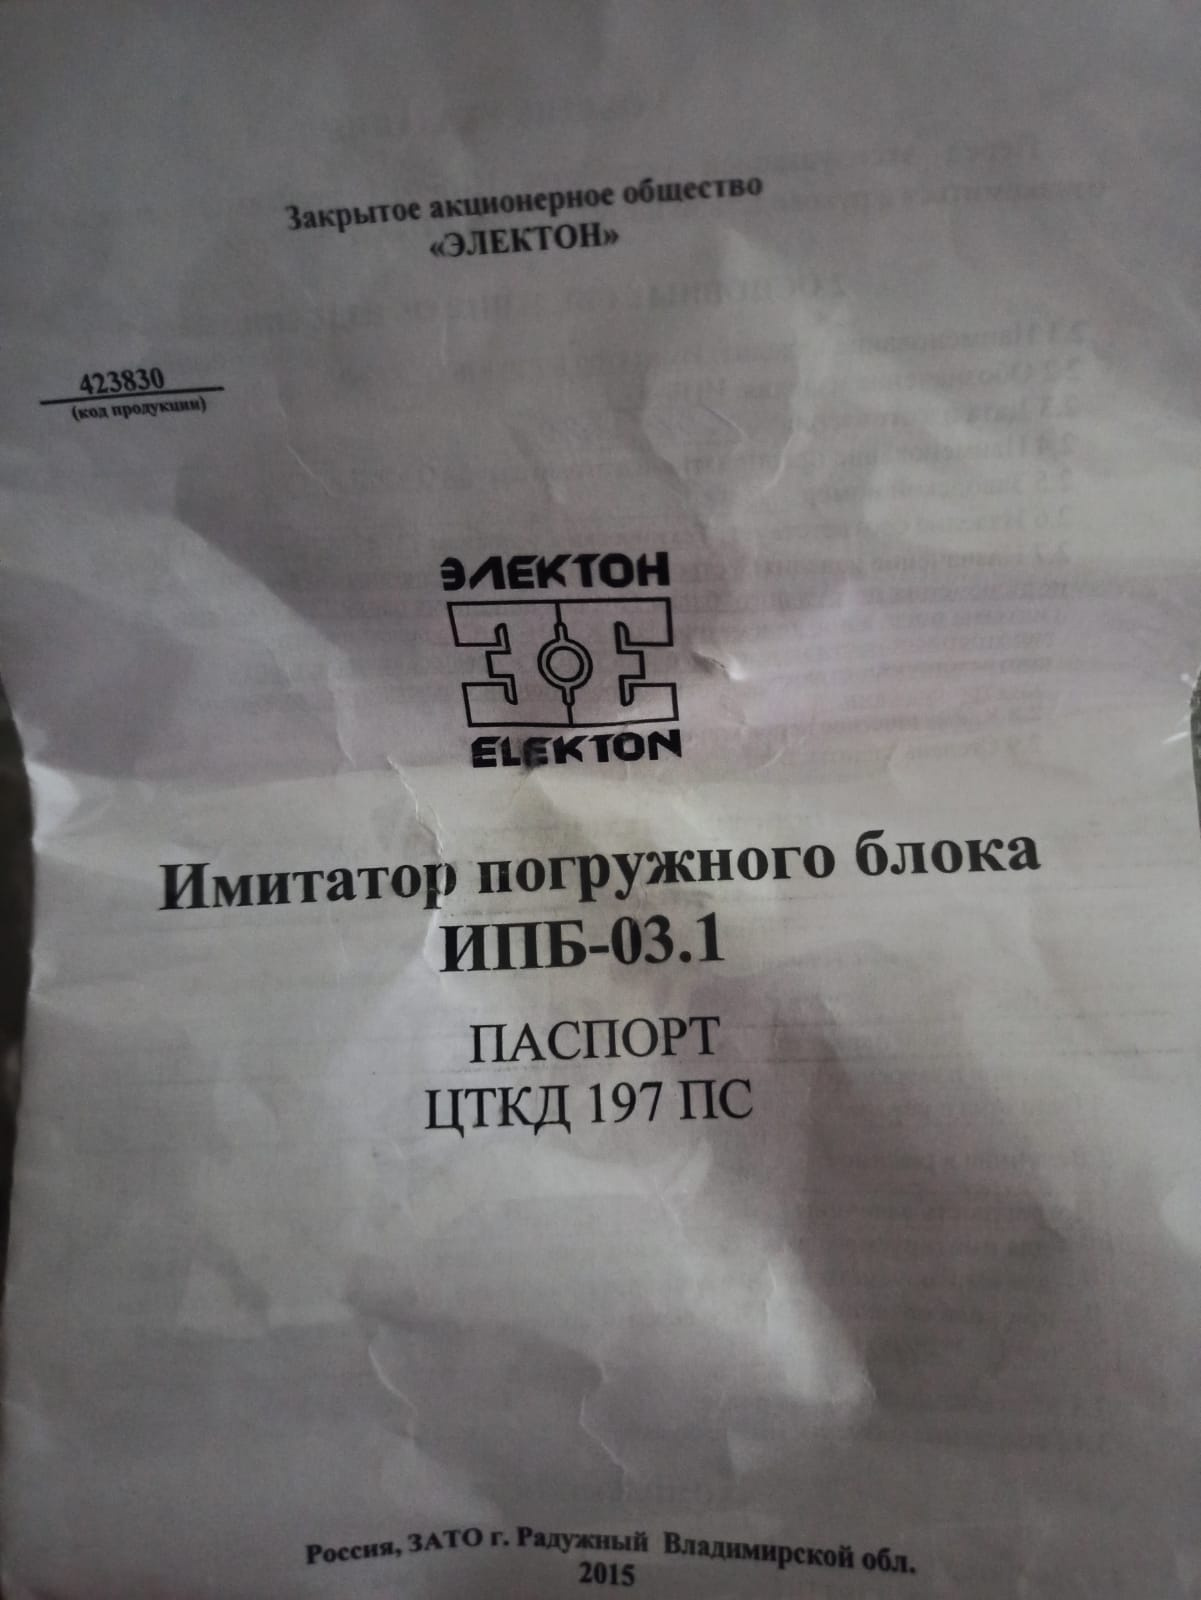 Закрытое акционерное общество
«ЭЛЕКТОН»
423830
(код продукции)
ЭЛЕКТОН
ELEKTON
Имитатор погружного блока
ИПБ-03.1
ПАСПОРТ
ЦТКД 197 ПС
Россия, ЗАТО г. Радужный Владимирской обл.
2015